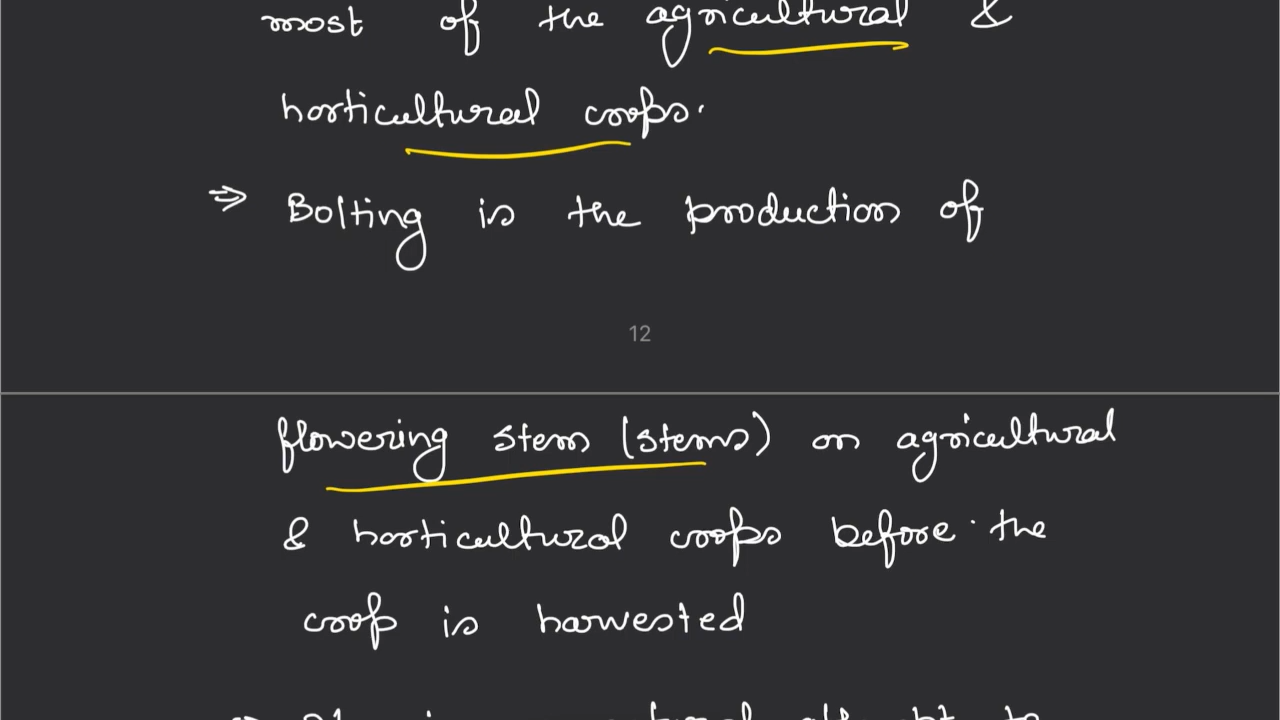 most of the agricultural &
horticultural crops.
⇒ Bolting is the production of
12
flowering stem (stems) on agricultural
& horticultural crops before the
crop is harvested